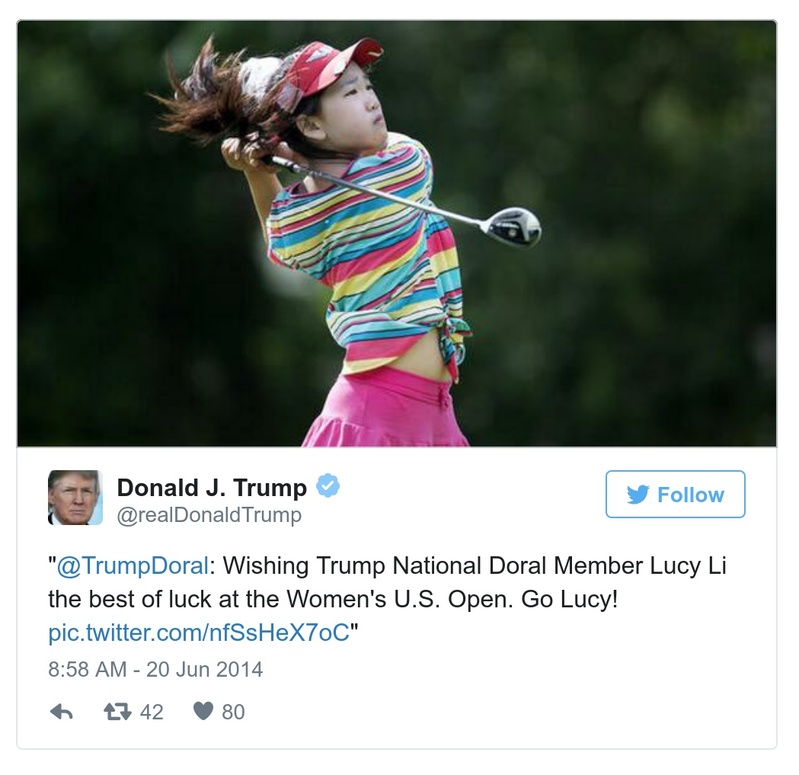 Donald J. Trump
@realDonaldTrump
Follow
"@TrumpDoral: Wishing Trump National Doral Member Lucy Li
the best of luck at the Women's U.S. Open. Go Lucy!
pic.twitter.com/nfSsHeX7oC"
8:58 AM - 20 Jun 2014
42
80